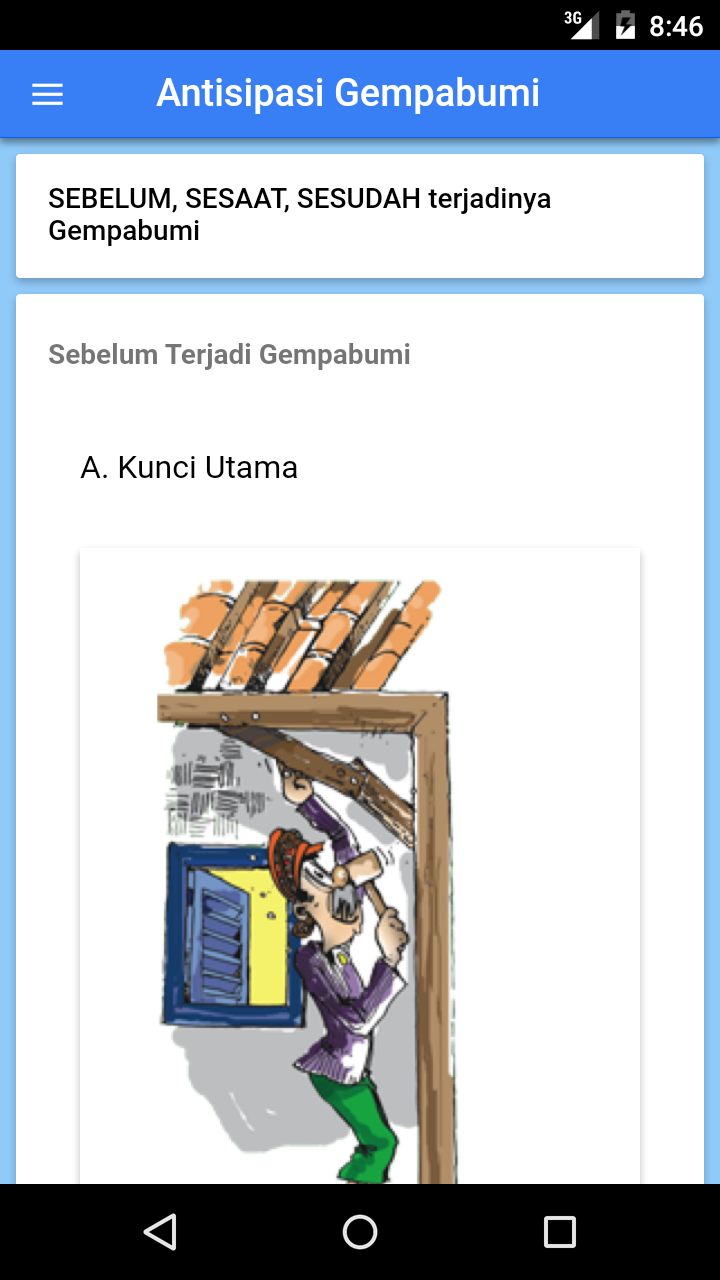 3G 8:46
Antisipasi Gempabumi
SEBELUM, SESAAT, SESUDAH terjadinya
Gempabumi
Sebelum Terjadi Gempabumi
A. Kunci Utama